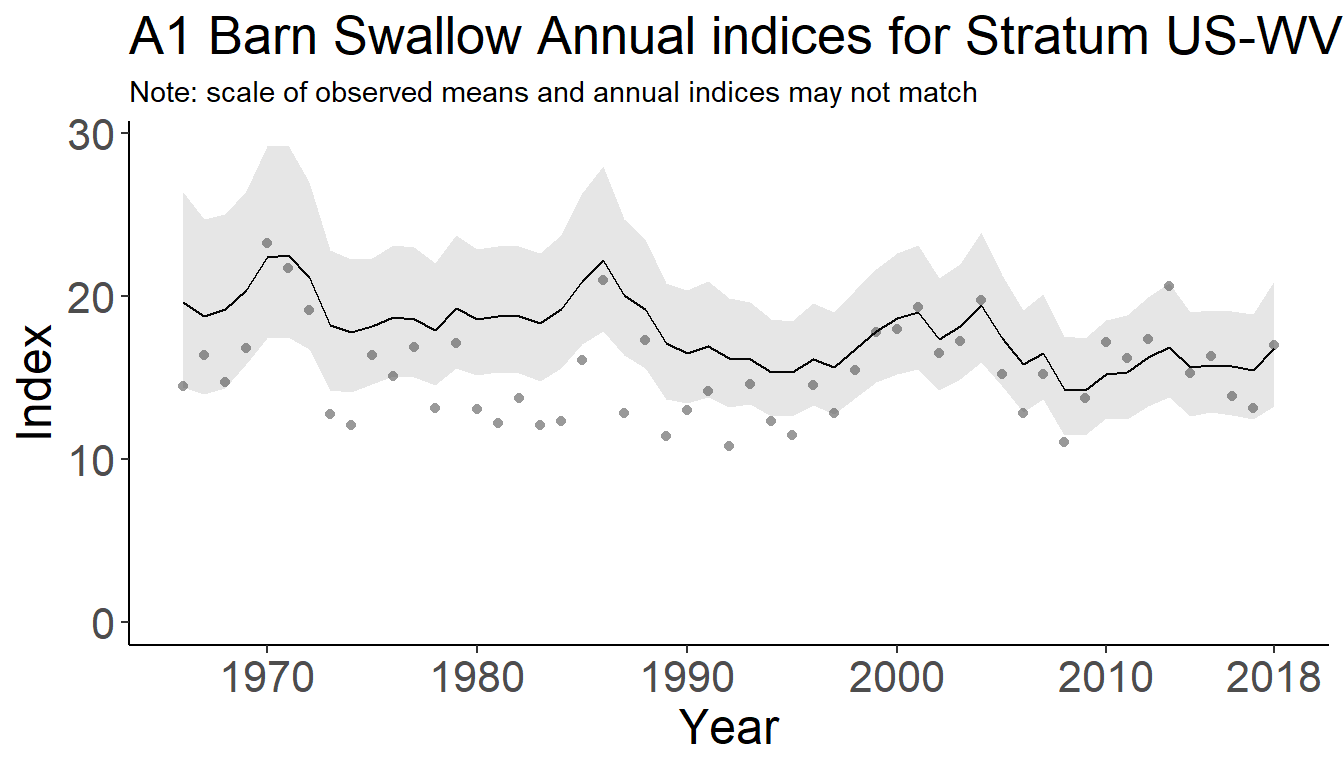 A1 Barn Swallow Annual indices for Stratum US-WV
Note: scale of observed means and annual indices may not match
30
20
10
0
Index
1970 1980 1990 2000 2010 2018
Year